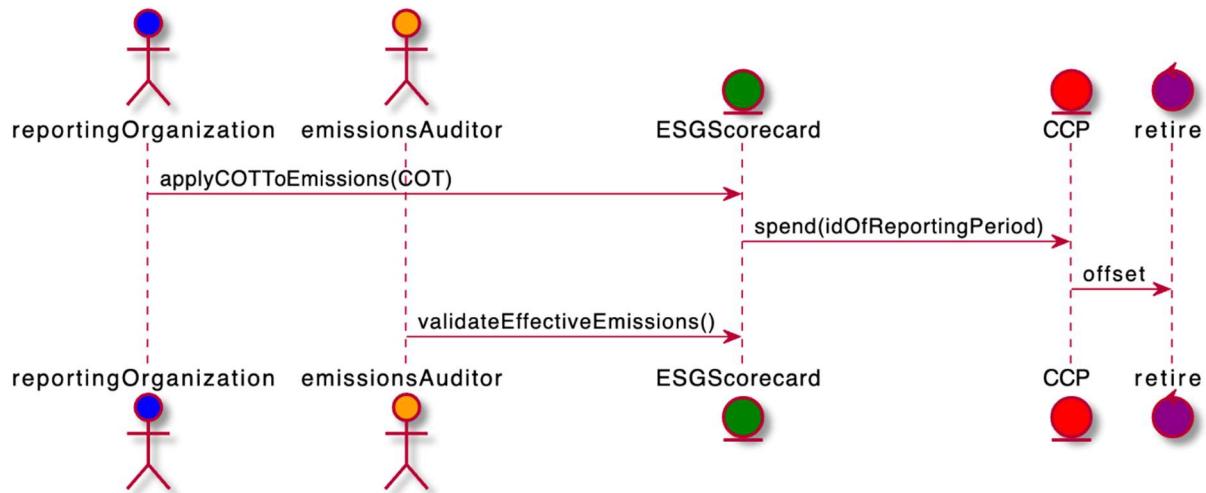 reportingOrganization emissionsAuditor ESGScorecard CCP retire
applyCOTToEmissions(COT)
spend(idOfReportingPeriod)
offset
validateEffectiveEmissions()
reportingOrganization emissionsAuditor ESGScorecard CCP retire